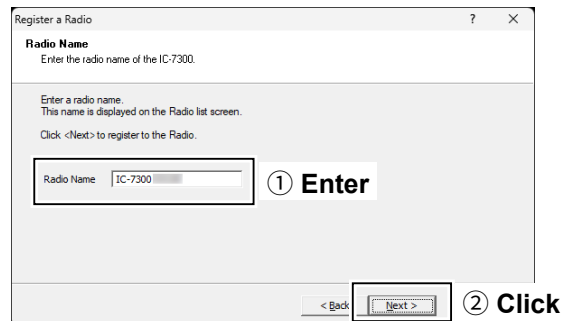 Register a Radio ? ×
Radio Name
Enter the radio name of the IC-7300.
Enter a radio name.
This name is displayed on the Radio list screen.
Click <Next> to register to the Radio.
Radio Name IC-7300
① Enter
< Back Next >
② Click